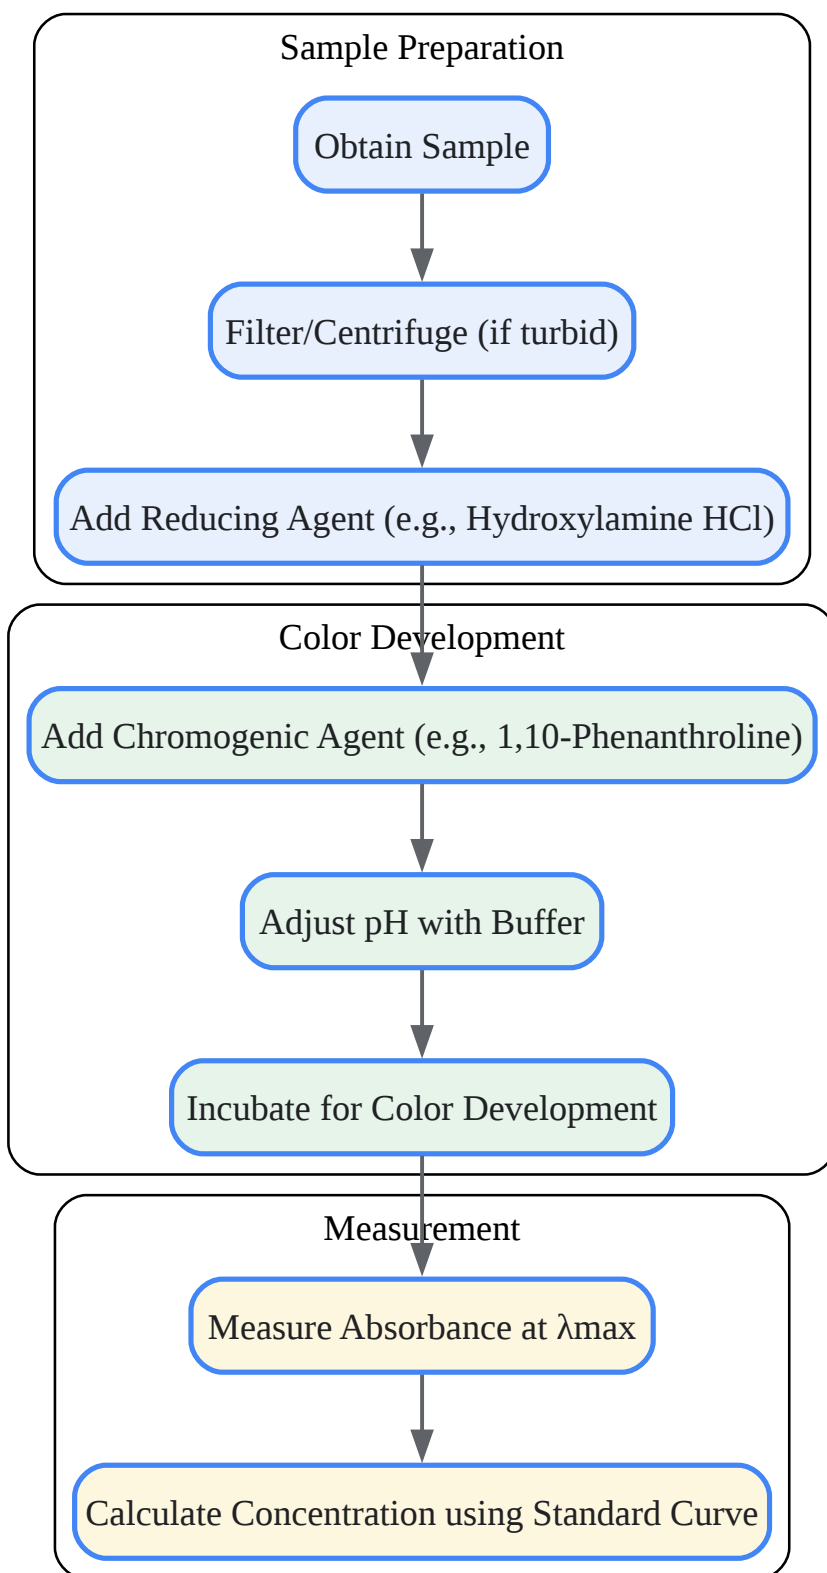 Sample Preparation
Obtain Sample
Filter/Centrifuge (if turbid)
Add Reducing Agent (e.g., Hydroxylamine HCl)
Color Development
Add Chromogenic Agent (e.g., 1,10-Phenanthroline)
Adjust pH with Buffer
Incubate for Color Development
Measurement
Measure Absorbance at λmax
Calculate Concentration using Standard Curve